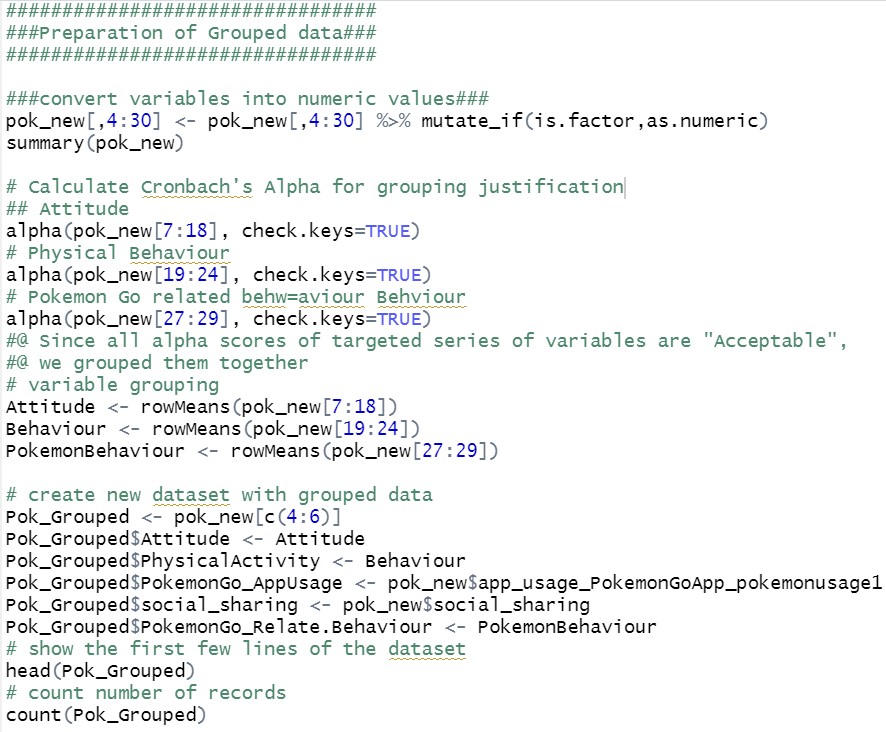 #################################
###Preparation of Grouped data###
#################################
###convert variables into numeric values###
pok_new[,4:30] <- pok_new[,4:30] %>% mutate_if(is.factor,as.numeric)
summary(pok_new)
# Calculate Cronbach's Alpha for grouping justification
## Attitude
alpha(pok_new[7:18], check.keys=TRUE)
# Physical Behaviour
alpha(pok_new[19:24], check.keys=TRUE)
# Pokemon Go related behw=aviour Behviour
alpha(pok_new[27:29], check.keys=TRUE)
#@ Since all alpha scores of targeted series of variables are "Acceptable",
#@ we grouped them together
# variable grouping
Attitude <- rowMeans(pok_new[7:18])
Behaviour <- rowMeans(pok_new[19:24])
PokemonBehaviour <- rowMeans(pok_new[27:29])
# create new dataset with grouped data
Pok_Grouped <- pok_new[c(4:6)]
Pok_Grouped$Attitude <- Attitude
Pok_Grouped$PhysicalActivity <- Behaviour
Pok_Grouped$PokemonGo_AppUsage <- pok_new$app_usage_PokemonGoApp_pokemonusage1
Pok_Grouped$social_sharing <- pok_new$social_sharing
Pok_Grouped$PokemonGo_Relate.Behaviour <- PokemonBehaviour
# show the first few lines of the dataset
head(Pok_Grouped)
# count number of records
count(Pok_Grouped)